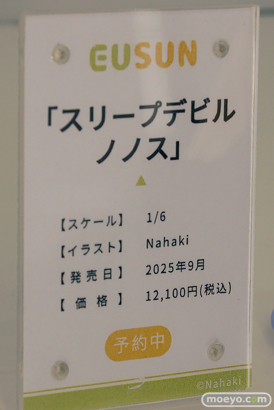 EUSUN
「スリープデビル
ノノス」
【スケール】 1/6
【イラスト】 Nahaki
【発売日】 2025年9月
【価格】 12,100円(税込)
予約中
©Nahaki
moeyo.com